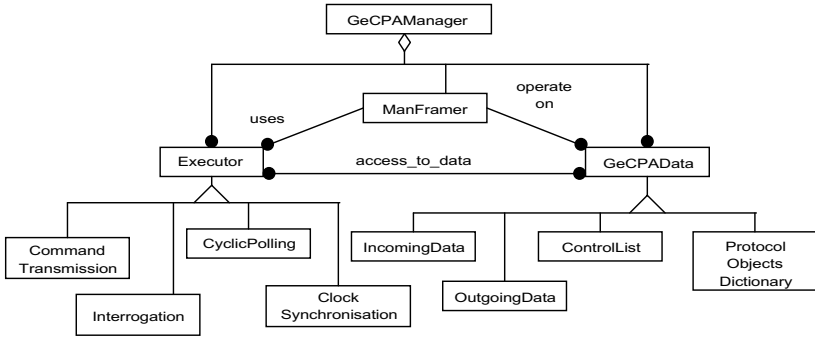 GeCPAManager
operate
on
uses
ManFramer
Executor
access_to_data
GeCPAData
Command
Transmission
CyclicPolling
IncomingData
ControlList
Protocol
Objects
Dictionary
Interrogation
Clock
Synchronisation
OutgoingData